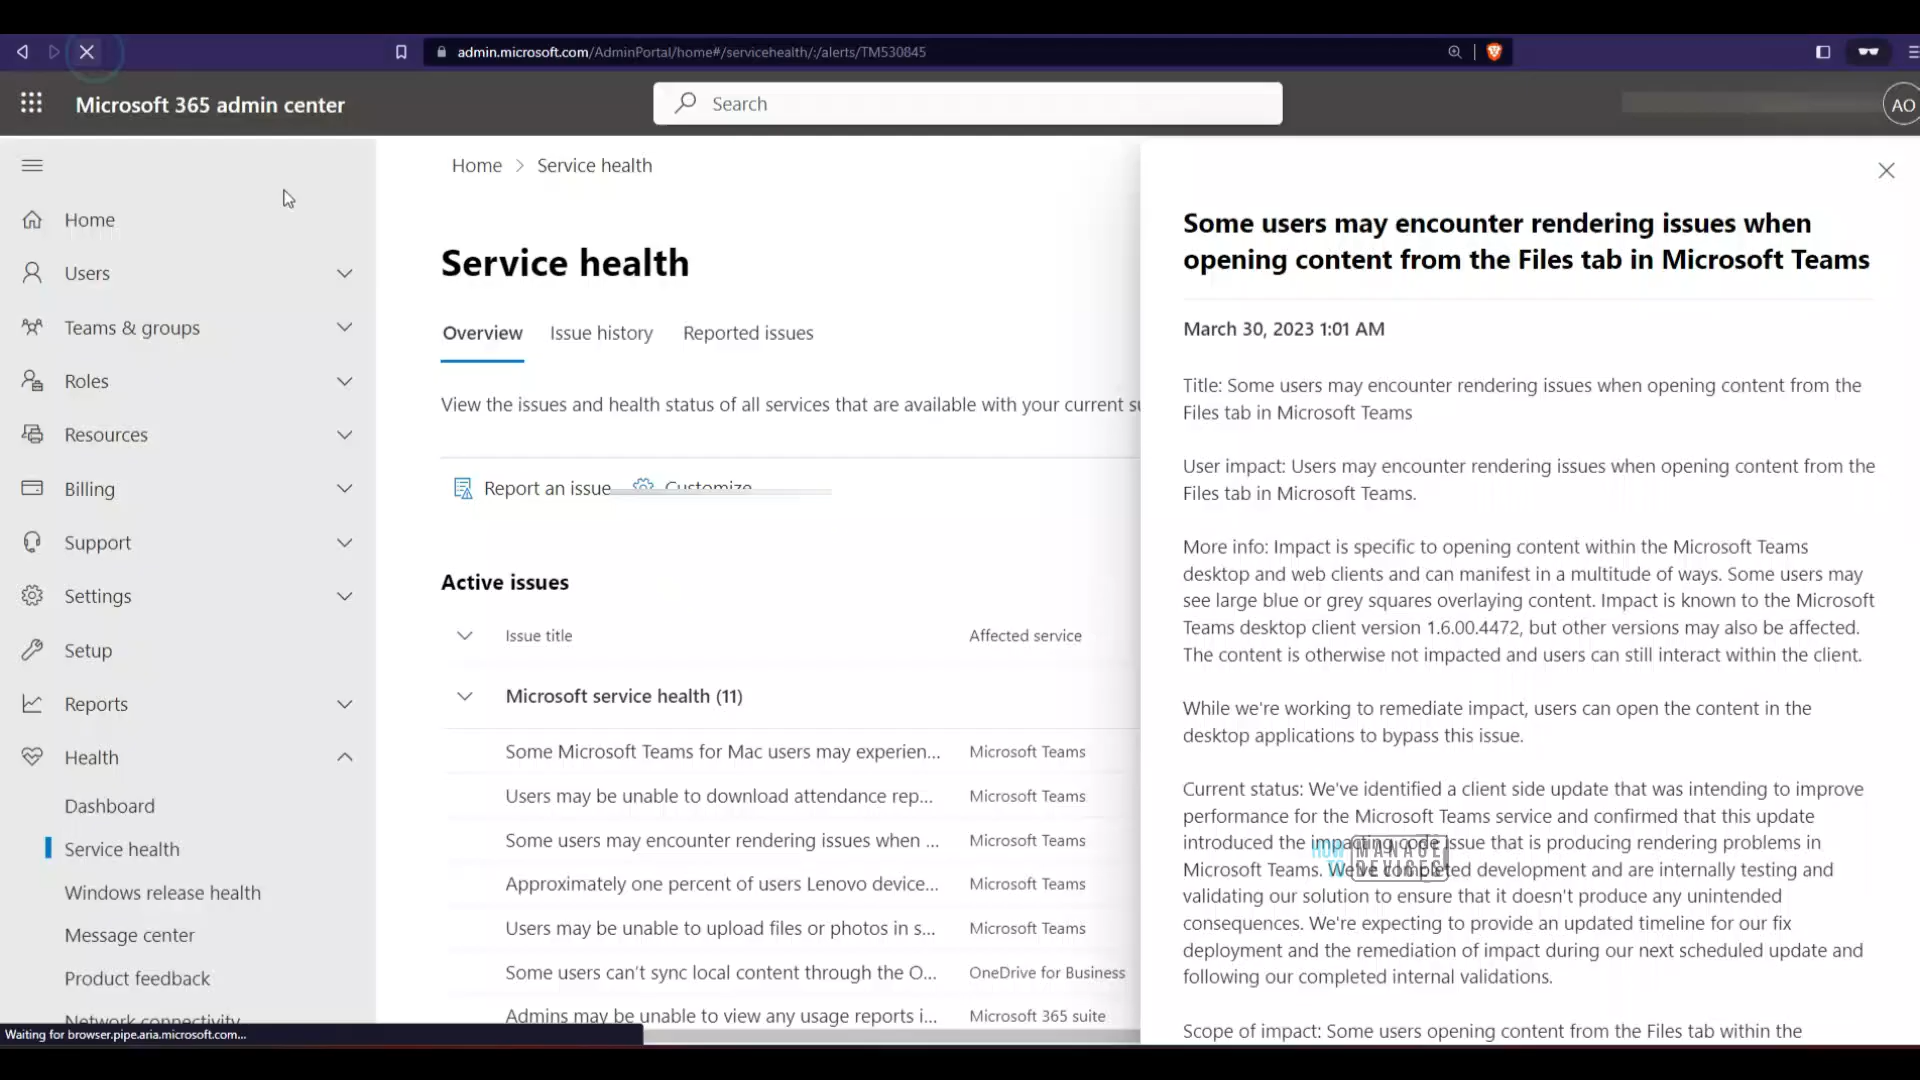 admin.microsoft.com/AdminPortal/home#/servicehealth/:/alerts/TM530845
Microsoft 365 admin center
Search
AO
Home
Users
Teams & groups
Roles
Resources
Billing
Support
Settings
Setup
Reports
Health
Dashboard
Service health
Windows release health
Message center
Product feedback
Network connectivity
Waiting for browser.pipe.aria.microsoft.com...
Home > Service health
Service health
Overview Issue history Reported issues
View the issues and health status of all services that are available with your current su
Report an issue Customize
Active issues
Issue title Affected service
Microsoft service health (11)
Some Microsoft Teams for Mac users may experien... Microsoft Teams
Users may be unable to download attendance rep... Microsoft Teams
Some users may encounter rendering issues when ... Microsoft Teams
Approximately one percent of users Lenovo device... Microsoft Teams
Users may be unable to upload files or photos in s... Microsoft Teams
Some users can't sync local content through the O... OneDrive for Business
Admins may be unable to view any usage reports i... Microsoft 365 suite
Some users may encounter rendering issues when
opening content from the Files tab in Microsoft Teams
March 30, 2023 1:01 AM
Title: Some users may encounter rendering issues when opening content from the
Files tab in Microsoft Teams
User impact: Users may encounter rendering issues when opening content from the
Files tab in Microsoft Teams.
More info: Impact is specific to opening content within the Microsoft Teams
desktop and web clients and can manifest in a multitude of ways. Some users may
see large blue or grey squares overlaying content. Impact is known to the Microsoft
Teams desktop client version 1.6.00.4472, but other versions may also be affected.
The content is otherwise not impacted and users can still interact within the client.
While we're working to remediate impact, users can open the content in the
desktop applications to bypass this issue.
Current status: We've identified a client side update that was intending to improve
performance for the Microsoft Teams service and confirmed that this update
introduced the impacting code issue that is producing rendering problems in
Microsoft Teams. We've completed development and are internally testing and
validating our solution to ensure that it doesn't produce any unintended
consequences. We're expecting to provide an updated timeline for our fix
deployment and the remediation of impact during our next scheduled update and
following our completed internal validations.
Scope of impact: Some users opening content from the Files tab within the
HOW TO MANAGE DEVICES